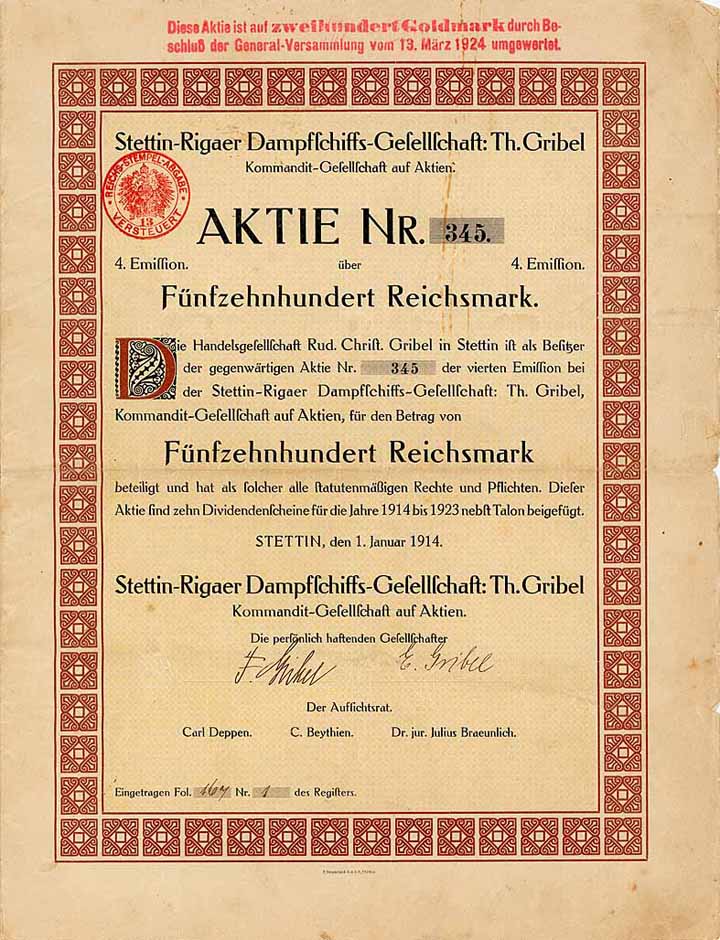 Diese Aktie ist auf zweihundert Goldmark durch Be-
schluß der General-Versammlung vom 13. März 1924 umgewertet.
Stettin-Rigaer Dampfſchiffs-Geſellſchaft: Th. Gribel
Kommandit-Geſellſchaft auf Aktien.
REICHS-STEMPEL-ABGABE
13
VERSTEUERT
AKTIE NR. 345.
4. Emiſſion. über 4. Emiſſion.
Fünfzehnhundert Reichsmark.
Die Handelsgeſellſchaft Rud. Chriſt. Gribel in Stettin iſt als Beſitzer
der gegenwärtigen Aktie Nr. 345 der vierten Emiſſion bei
der Stettin-Rigaer Dampfſchiffs-Geſellſchaft: Th. Gribel,
Kommandit-Geſellſchaft auf Aktien, für den Betrag von
Fünfzehnhundert Reichsmark
beteiligt und hat als ſolcher alle ſtatutenmäßigen Rechte und Pflichten. Dieſer
Aktie ſind zehn Dividendenſcheine für die Jahre 1914 bis 1923 nebſt Talon beigefügt.
STETTIN, den 1. Januar 1914.
Stettin-Rigaer Dampfſchiffs-Geſellſchaft: Th. Gribel
Kommandit-Geſellſchaft auf Aktien.
Die perſönlich haftenden Geſellſchafter
F. Gribel E. Gribel
Der Aufſichtsrat.
Carl Deppen. C. Beythien. Dr. jur. Julius Braeunlich.
Eingetragen Fol. 167 Nr. 1 des Regiſters.